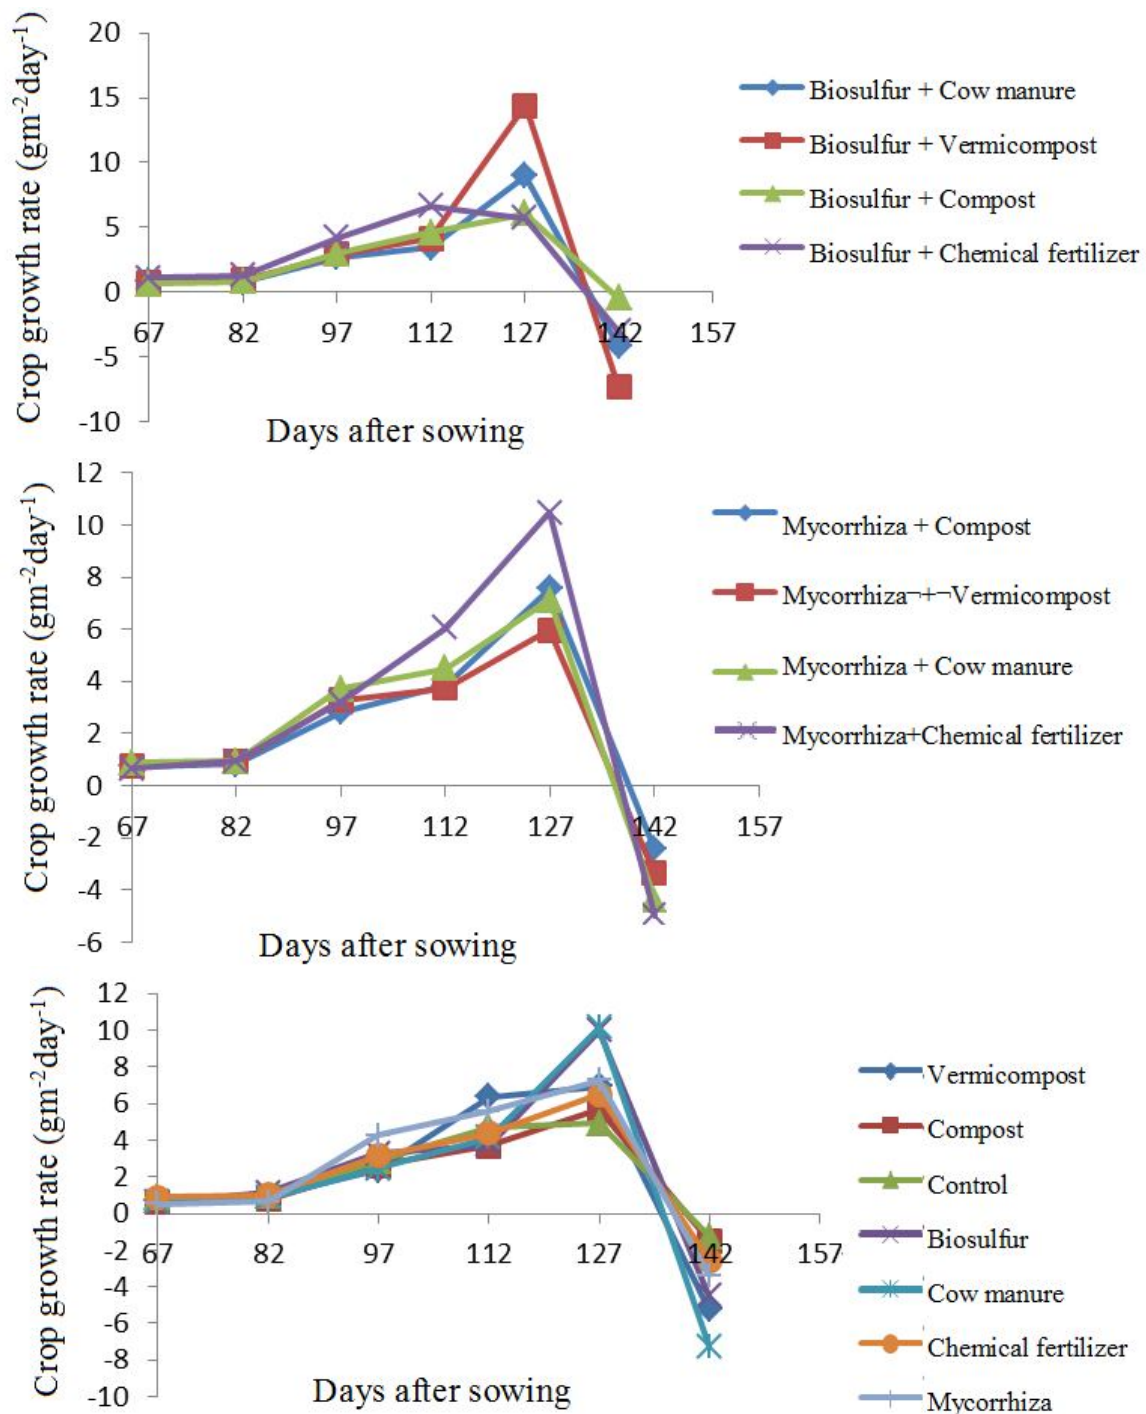 Crop growth rate (gm-2day-1)
20
15
10
5
0
-5
-10
67 82 97 112 127 142 157
Days after sowing
Biosulfur + Cow manure
Biosulfur + Vermicompost
Biosulfur + Compost
Biosulfur + Chemical fertilizer
Crop growth rate (gm-2day-1)
12
10
8
6
4
2
0
-2
-4
-6
67 82 97 112 127 142 157
Days after sowing
Mycorrhiza + Compost
Mycorrhiza¬+¬Vermicompost
Mycorrhiza + Cow manure
Mycorrhiza+Chemical fertilizer
Crop growth rate (gm-2day-1)
12
10
8
6
4
2
0
-2
-4
-6
-8
-10
67 82 97 112 127 142 157
Days after sowing
Vermicompost
Compost
Control
Biosulfur
Cow manure
Chemical fertilizer
Mycorrhiza